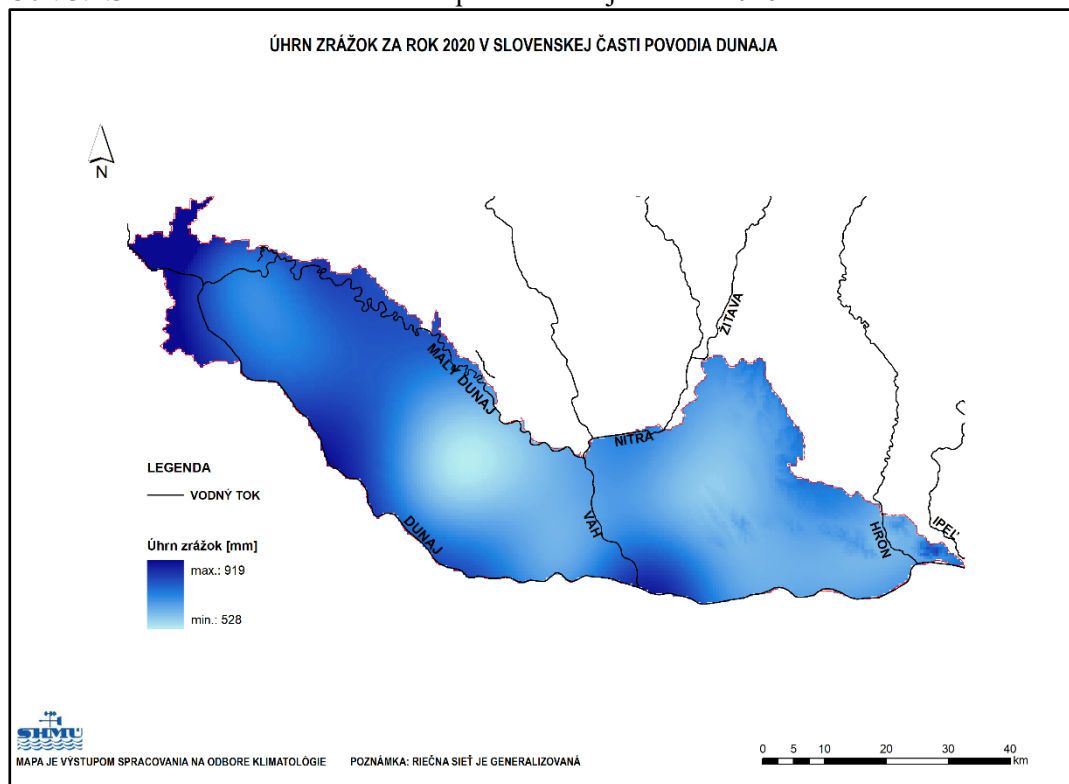 ÚHRN ZRÁŽOK ZA ROK 2020 V SLOVENSKEJ ČASTI POVODIA DUNAJA
N
ŽITAVA
MALÝ DUNAJ
NITRA
LEGENDA
VODNÝ TOK
VÁH
DUNAJ
HRON
IPEĽ
Úhrn zrážok [mm]
max.: 919
min.: 528
SHMÚ
MAPA JE VÝSTUPOM SPRACOVANIA NA ODBORE KLIMATOLÓGIE POZNÁMKA: RIEČNA SIEŤ JE GENERALIZOVANÁ
0 5 10 20 30 40
km